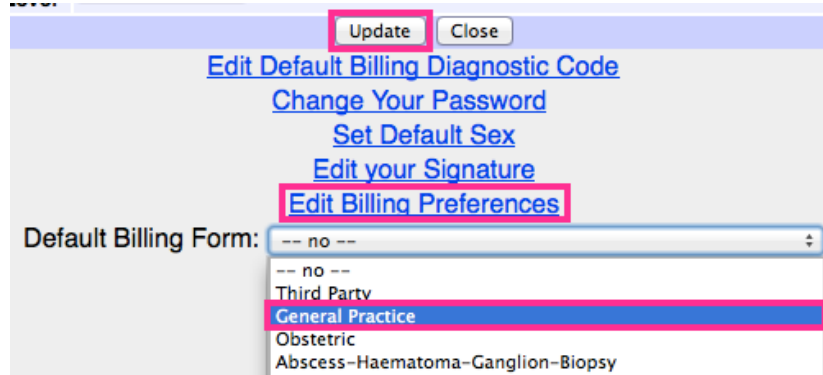 Update Close
Edit Default Billing Diagnostic Code
Change Your Password
Set Default Sex
Edit your Signature
Edit Billing Preferences
Default Billing Form: -- no --
-- no --
Third Party
General Practice
Obstetric
Abscess-Haematoma-Ganglion-Biopsy